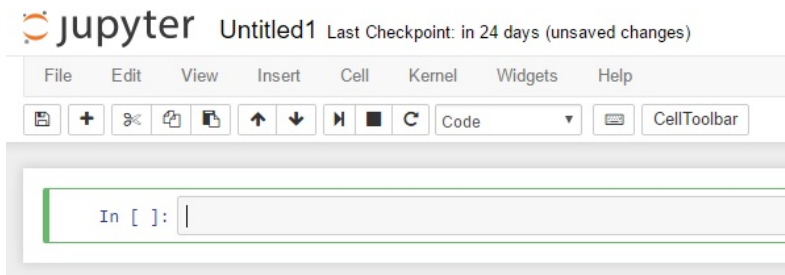 jupyter Untitled1 Last Checkpoint: in 24 days (unsaved changes)
File Edit View Insert Cell Kernel Widgets Help
Code CellToolbar
In [ ]: